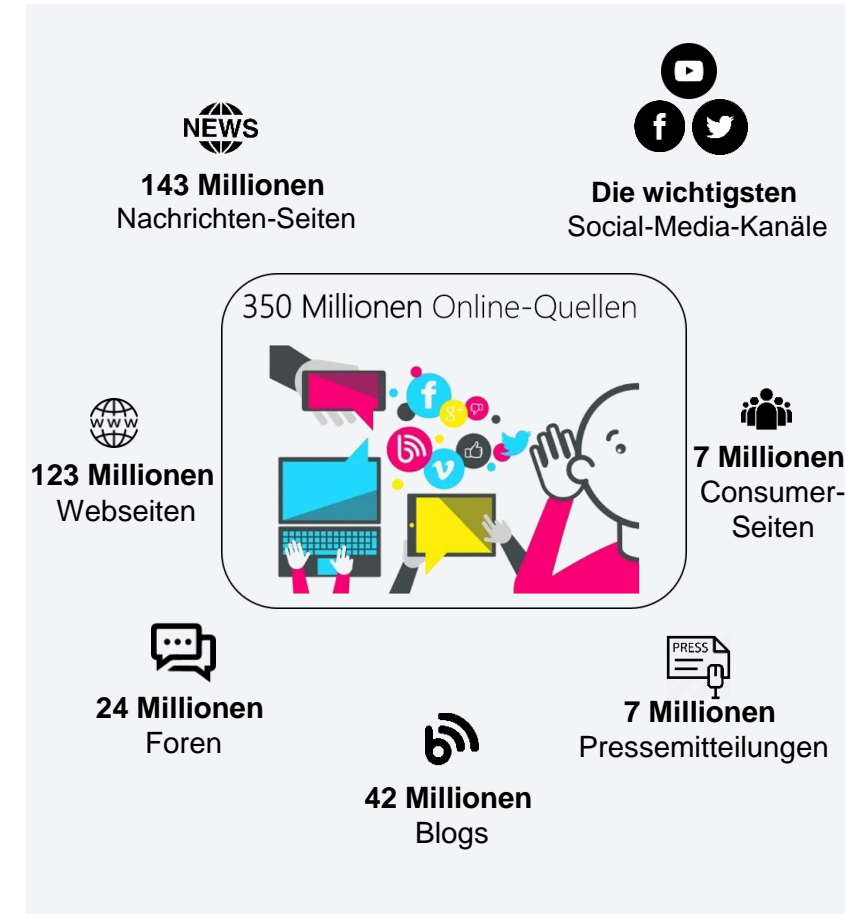 NEWS
143 Millionen
Nachrichten-Seiten
Die wichtigsten
Social-Media-Kanäle
350 Millionen Online-Quellen
f
g+
v
www
123 Millionen
Webseiten
7 Millionen
Consumer-
Seiten
24 Millionen
Foren
PRESS
7 Millionen
Pressemitteilungen
42 Millionen
Blogs